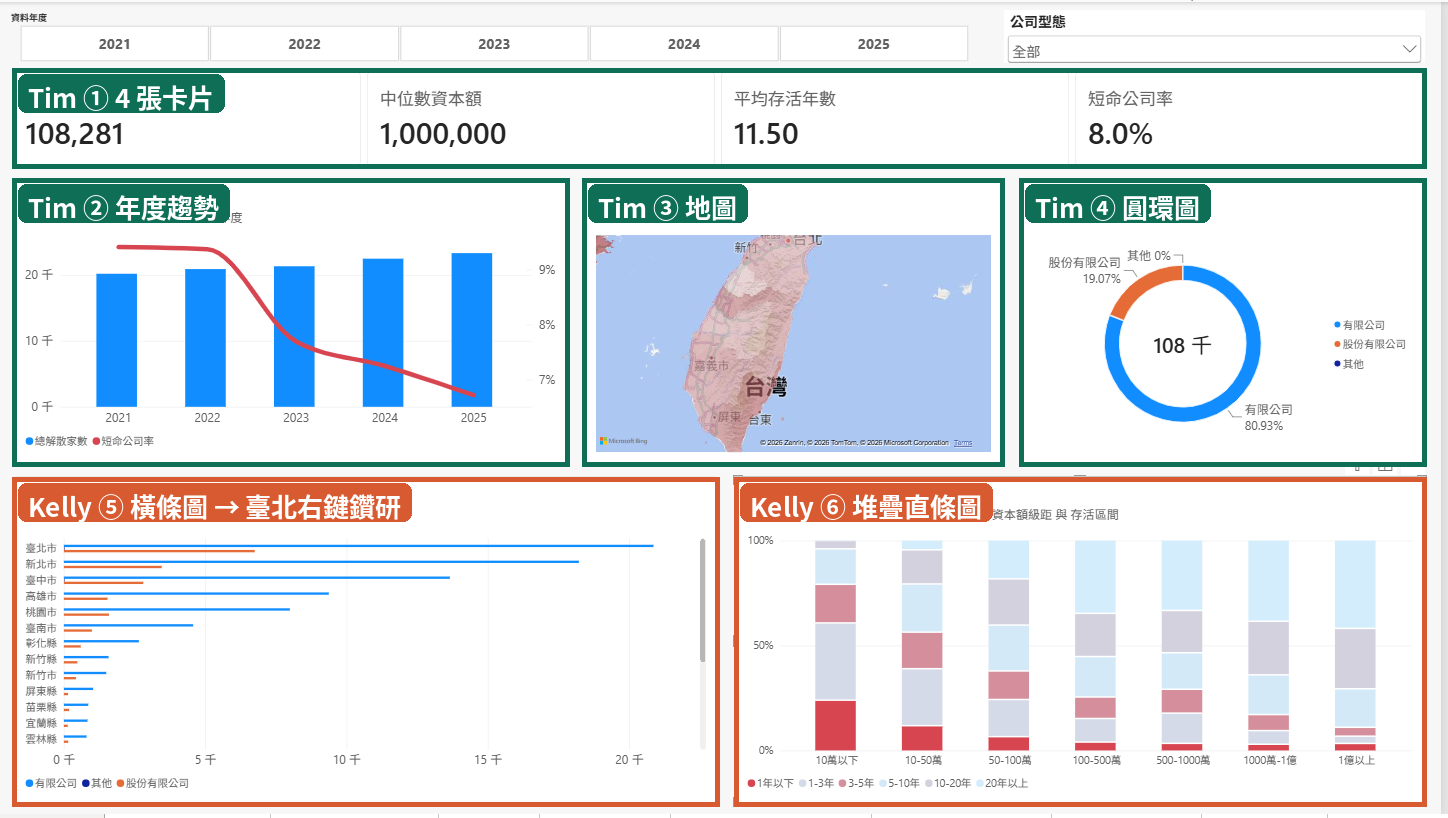 資料年度
2021
2022
2023
2024
2025
公司型態
全部
Tim ① 4 張卡片
108,281
中位數資本額
1,000,000
平均存活年數
11.50
短命公司率
8.0%
Tim ② 年度趨勢
度
20 千
10 千
0 千
9%
8%
7%
2021
2022
2023
2024
2025
總解散家數
短命公司率
Tim ③ 地圖
台北
新竹
嘉義市
台灣
屏東
台東
Microsoft Bing
© 2026 Zenrin, © 2026 TomTom, © 2026 Microsoft Corporation
Terms
Tim ④ 圓環圖
其他 0%
股份有限公司
19.07%
108 千
有限公司
80.93%
有限公司
股份有限公司
其他
Kelly ⑤ 橫條圖 → 臺北右鍵鑽研
臺北市
新北市
臺中市
高雄市
桃園市
臺南市
彰化縣
新竹縣
新竹市
屏東縣
苗栗縣
宜蘭縣
雲林縣
0 千
5 千
10 千
15 千
20 千
有限公司
其他
股份有限公司
Kelly ⑥ 堆疊直條圖
資本額級距 與 存活區間
100%
50%
0%
10萬以下
10-50萬
50-100萬
100-500萬
500-1000萬
1000萬-1億
1億以上
1年以下
1-3年
3-5年
5-10年
10-20年
20年以上